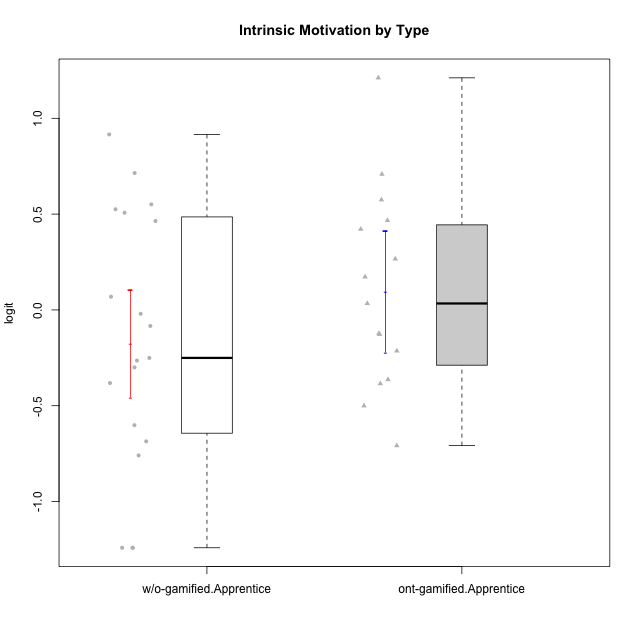 Intrinsic Motivation by Type
logit
1.0
0.5
0.0
-0.5
-1.0
w/o-gamified.Apprentice
ont-gamified.Apprentice